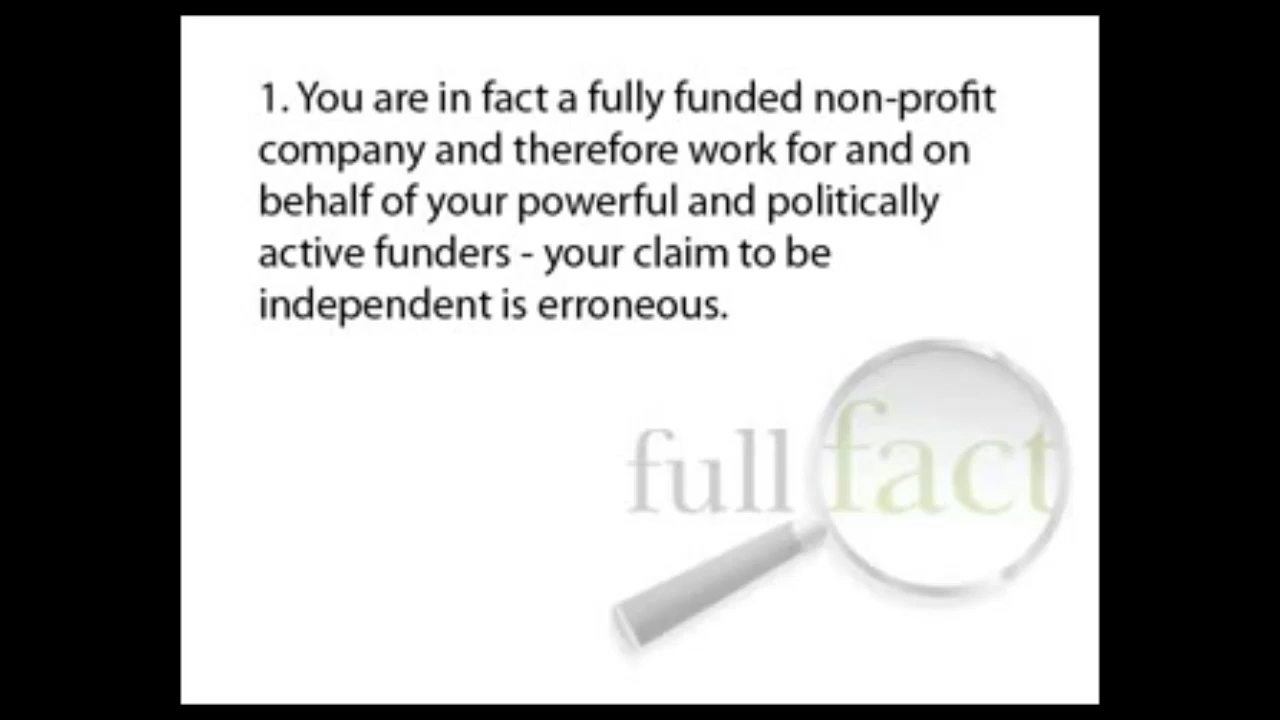 1. You are in fact a fully funded non-profit
company and therefore work for and on
behalf of your powerful and politically
active funders - your claim to be
independent is erroneous.
full fact